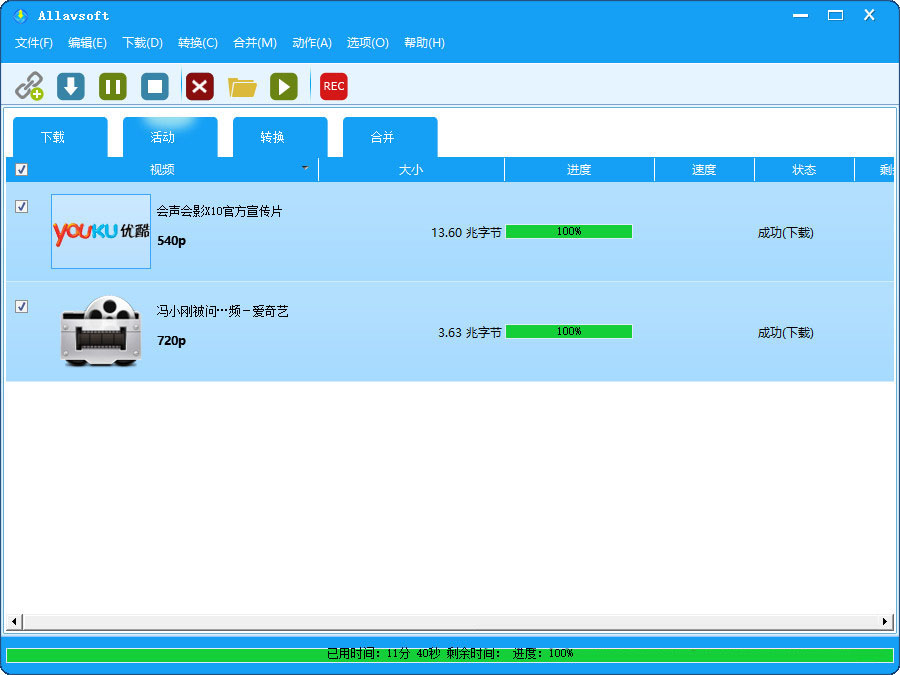 Allavsoft
文件(F) 编辑(E) 下载(D) 转换(C) 合并(M) 动作(A) 选项(O) 帮助(H)
REC
下载 活动 转换 合并
视频 大小 进度 速度 状态 剩
会声会影X10官方宣传片
YOUKU 优酷
540p
13.60 兆字节 100% 成功(下载)
冯小刚被问…频－爱奇艺
720p
3.63 兆字节 100% 成功(下载)
已用时间: 11分 40秒 剩余时间: 进度: 100%